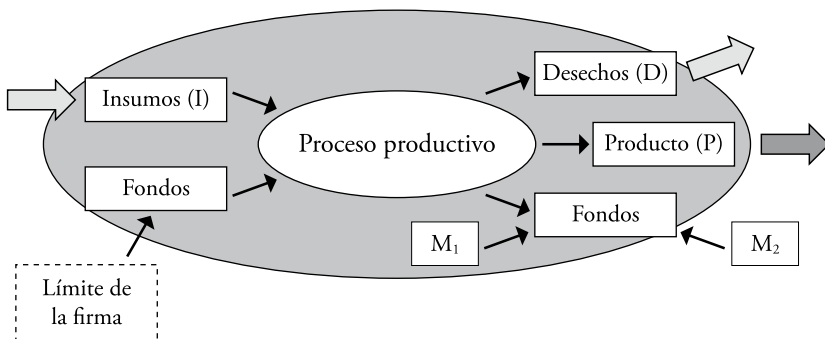 Insumos (I)
Fondos
Límite de
la firma
Proceso productivo
Desechos (D)
Producto (P)
Fondos
M₁
M₂